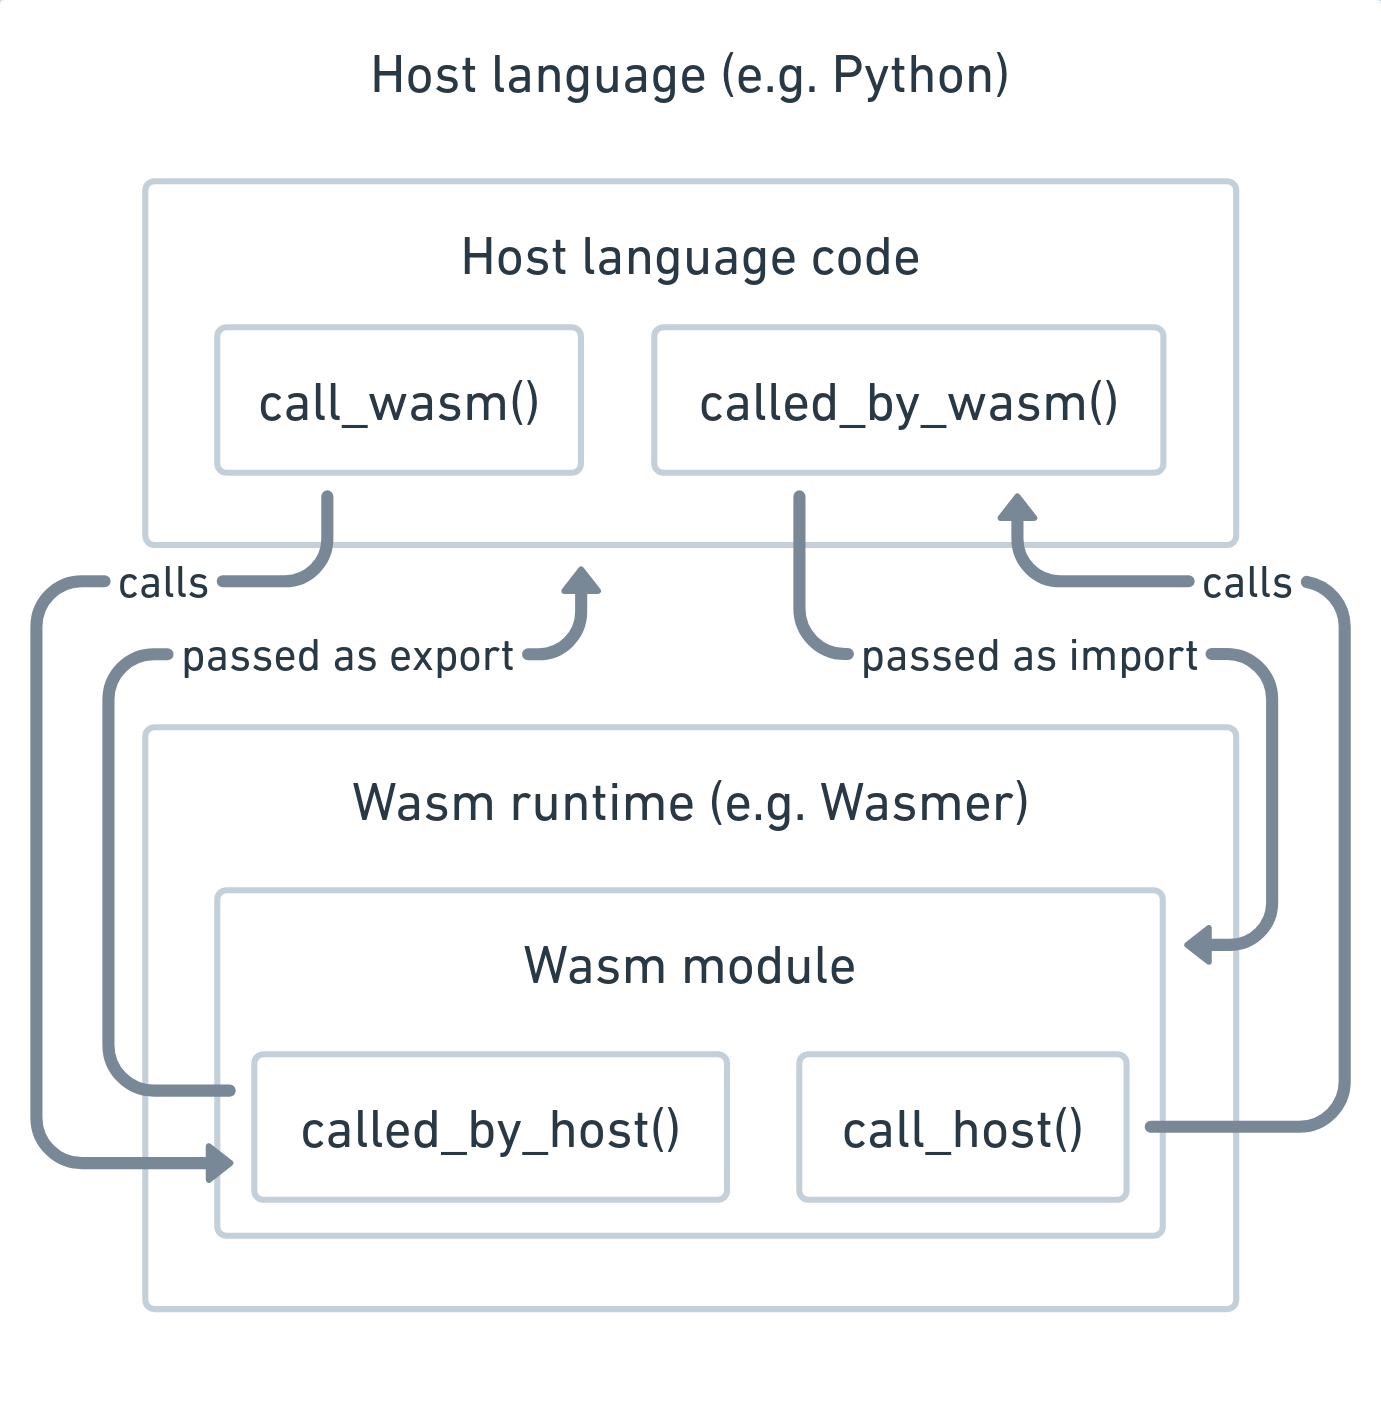 Host language (e.g. Python)
Host language code
call_wasm()
called_by_wasm()
calls
calls
passed as export
passed as import
Wasm runtime (e.g. Wasmer)
Wasm module
called_by_host()
call_host()